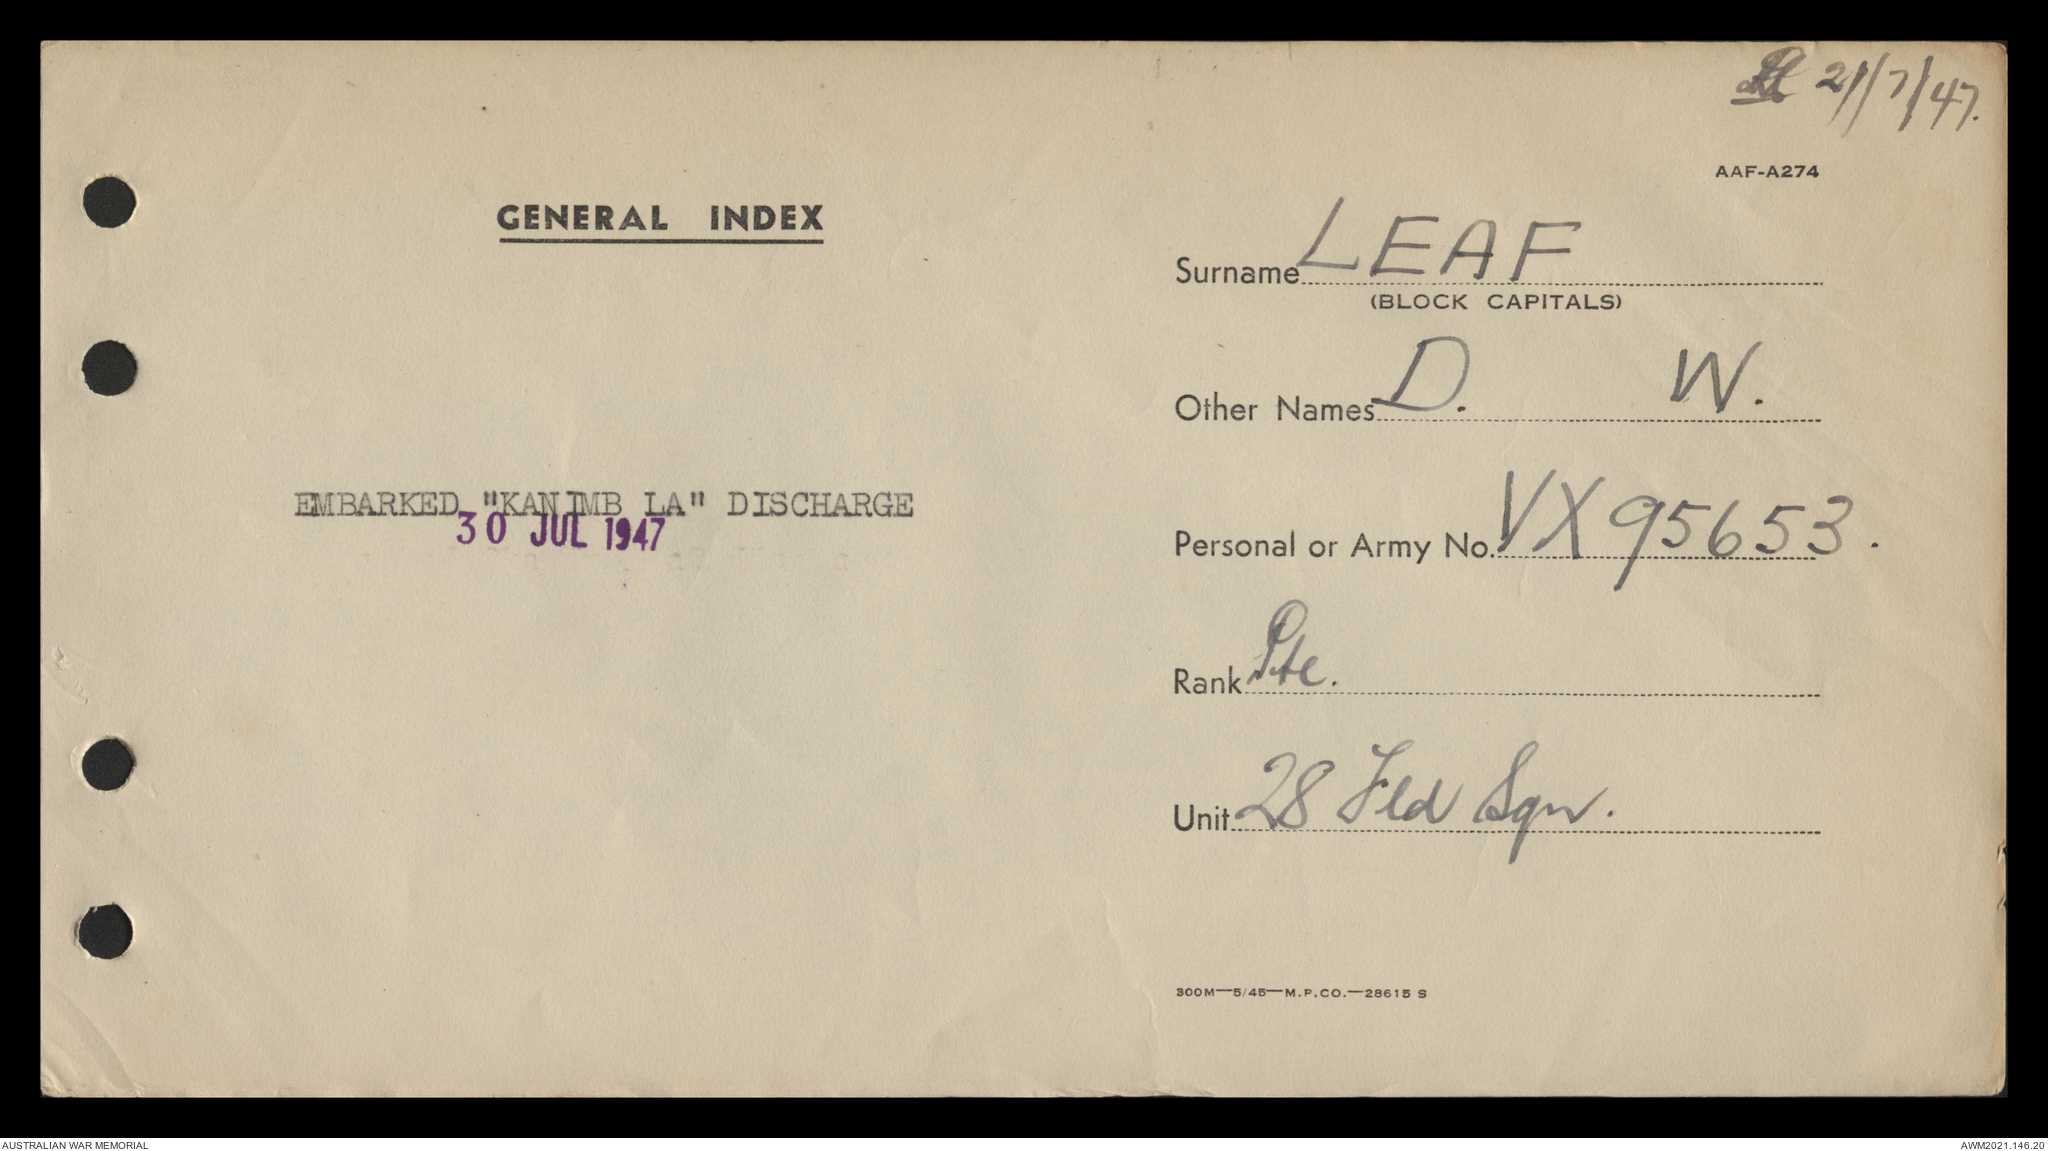 21/7/47.
AAF-A274
GENERAL INDEX
Surname LEAF
(BLOCK CAPITALS)
Other Names D. W.
EMBARKED "KANIMB LA" DISCHARGE
30 JUL 1947
Personal or Army No. VX95653.
Rank Pte.
Unit 28 Fld Sqn.
300M—5/45—M.P.CO.—28615 S
AUSTRALIAN WAR MEMORIAL
AWM2021.146.20